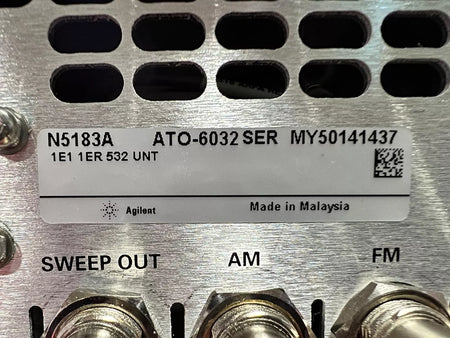 N5183A ATO-6032 SER MY50141437
1E1 1ER 532 UNT
Agilent Made in Malaysia
SWEEP OUT AM FM